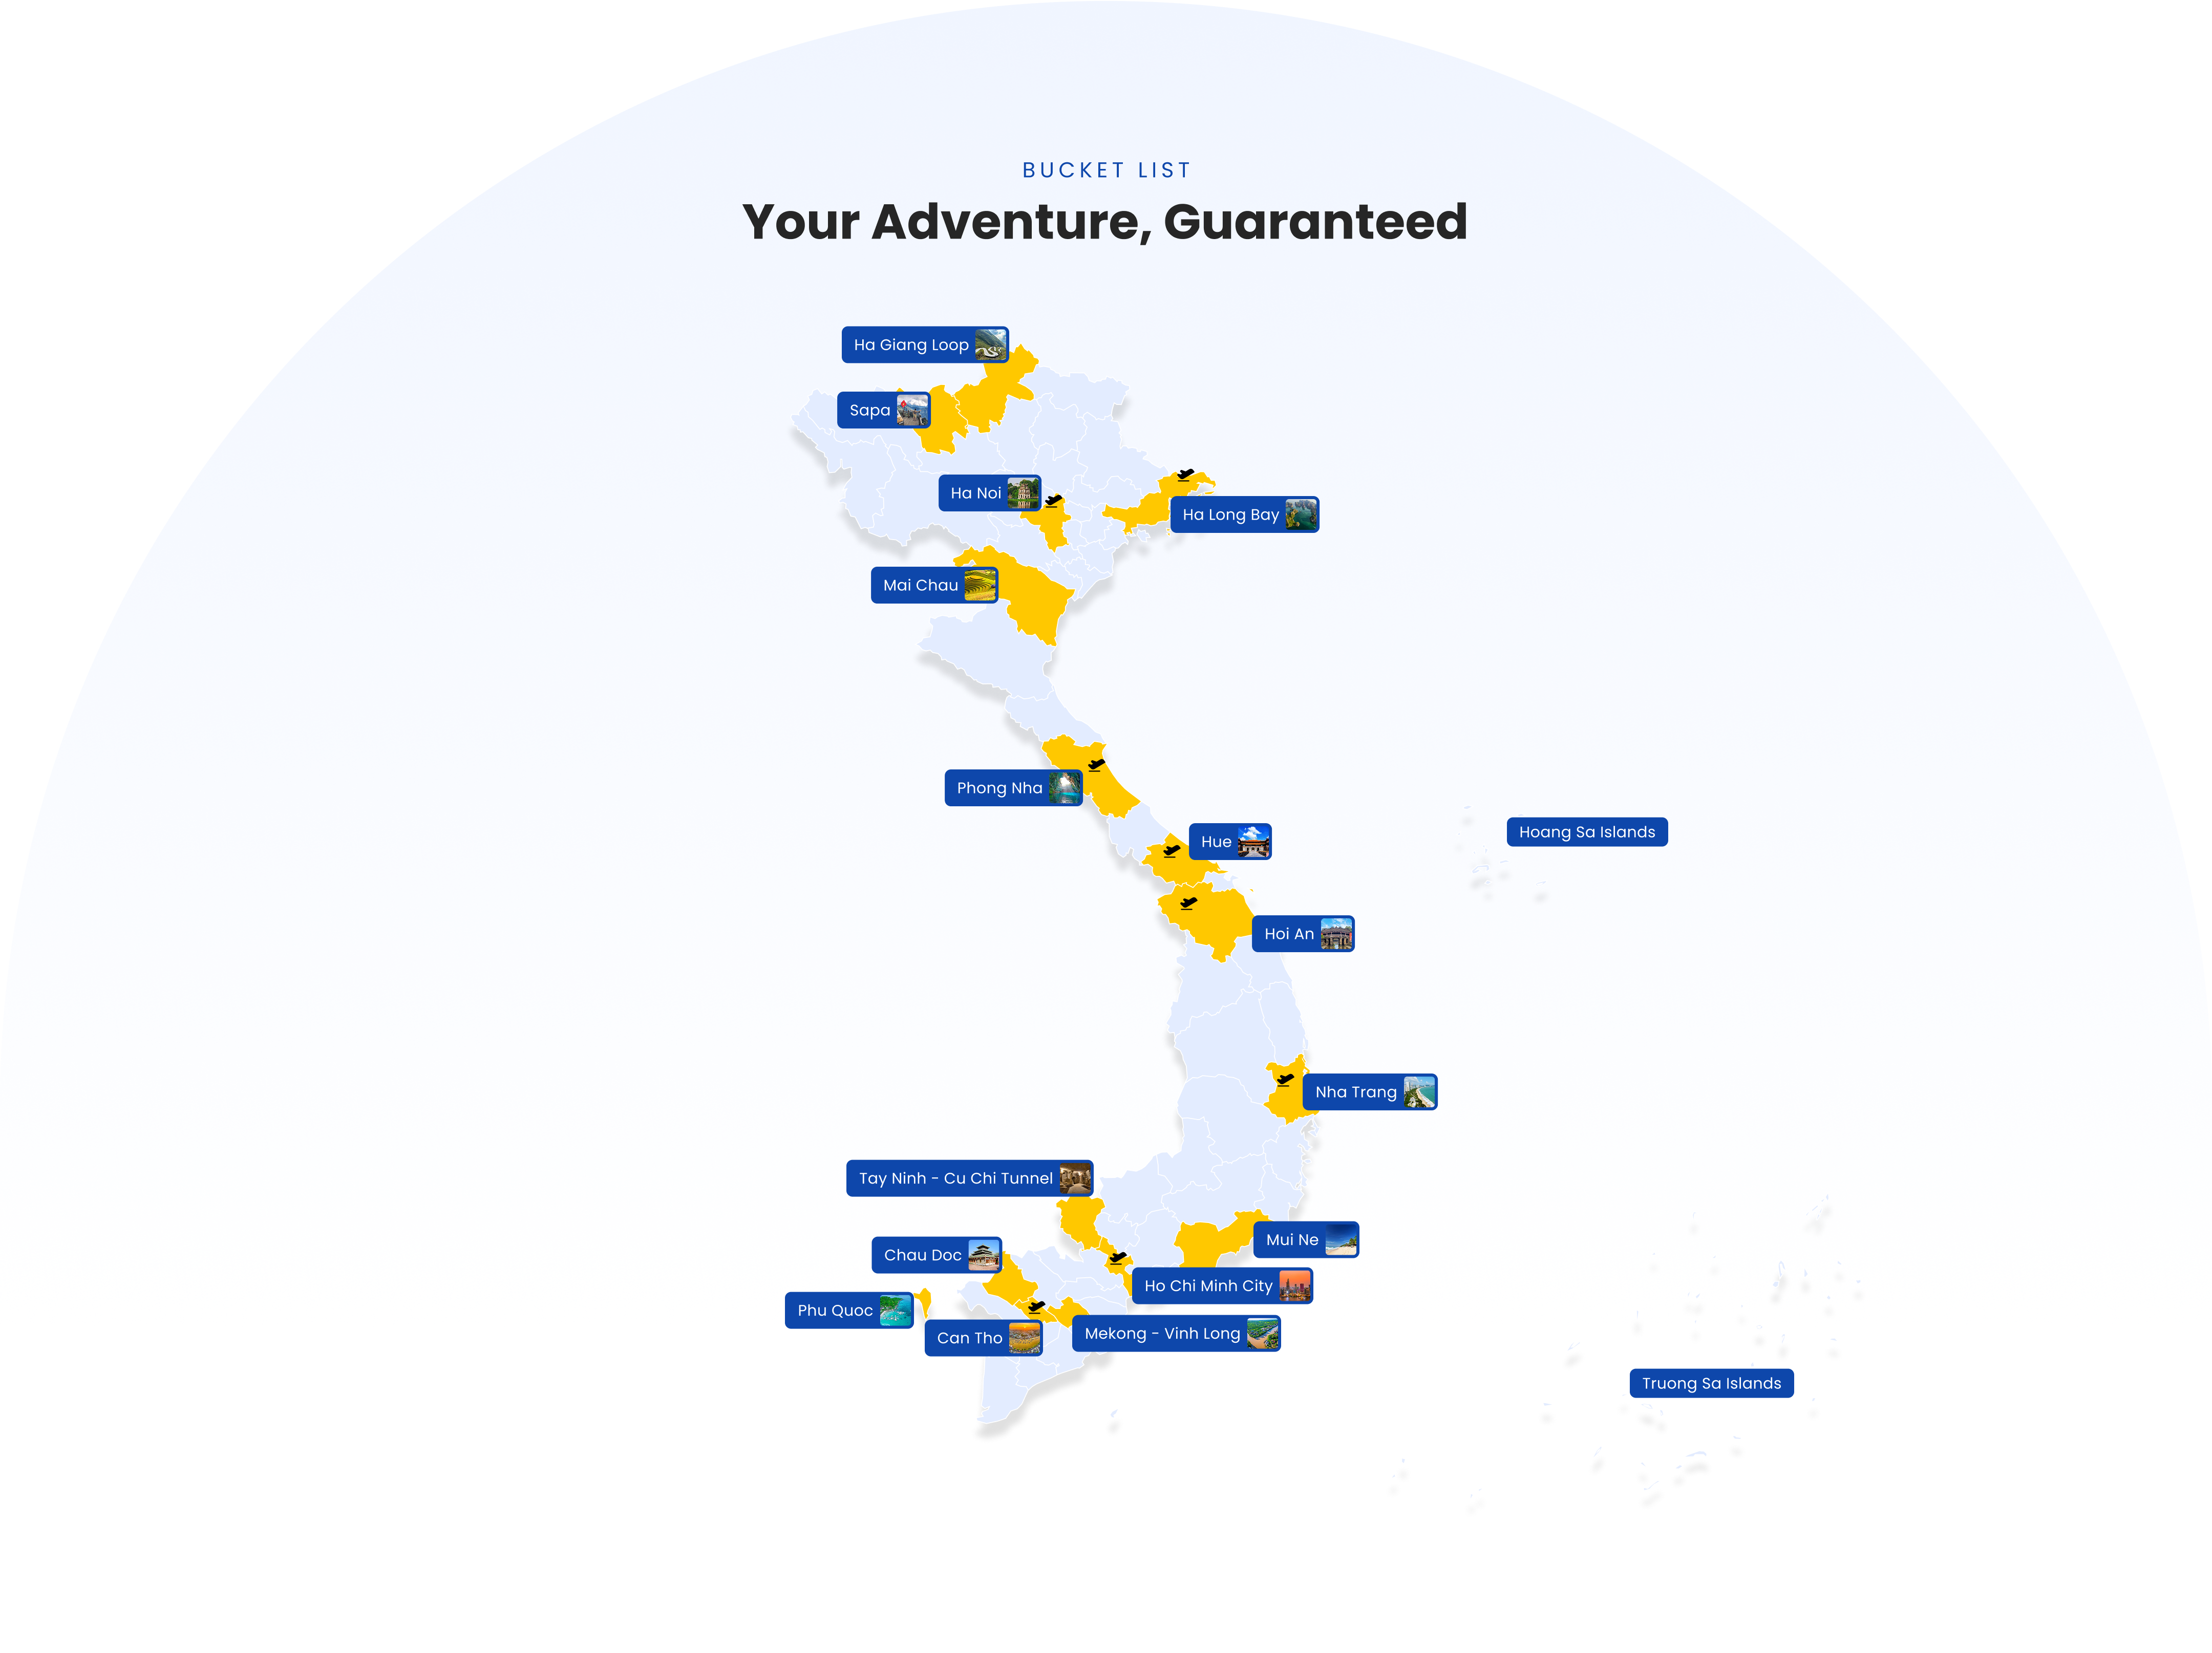 BUCKET LIST
Your Adventure, Guaranteed
Ha Giang Loop
Sapa
Ha Noi
Ha Long Bay
Mai Chau
Phong Nha
Hoang Sa Islands
Hue
Hoi An
Nha Trang
Tay Ninh - Cu Chi Tunnel
Mui Ne
Chau Doc
Ho Chi Minh City
Phu Quoc
Mekong - Vinh Long
Can Tho
Truong Sa Islands